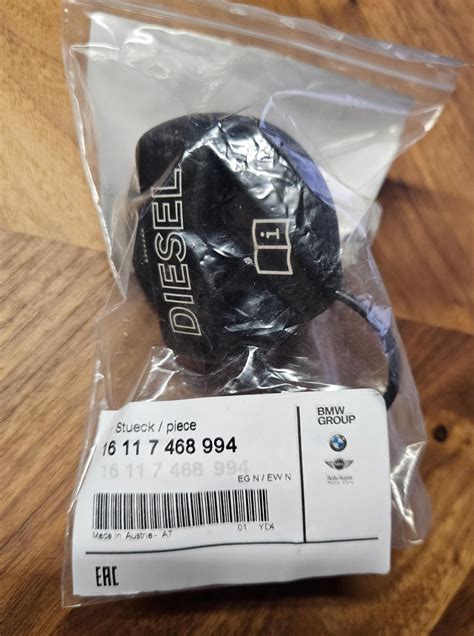 DIESEL
i
Stueck / piece
16 11 7 468 994
16 11 7 468 994
EG N / EW N
Made in Austria - AT
01 YD4
BMW
GROUP
EAC